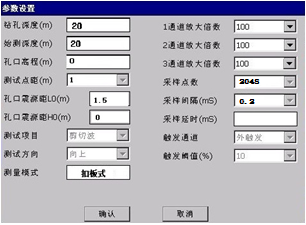 参数设置
钻孔深度(m) 20
始测深度(m) 20
孔口高程(m) 0
测试点距(m) 1
孔口震源距L0(m) 1.5
孔口震源距H0(m) 0
测试项目 剪切波
测试方向 向上
测量模式 扣板式
1通道放大倍数 100
2通道放大倍数 100
3通道放大倍数 100
采样点数 2045
采样间隔(mS) 0.2
采样延时(mS)
触发通道 外触发
触发阈值(%) 10
确认 取消